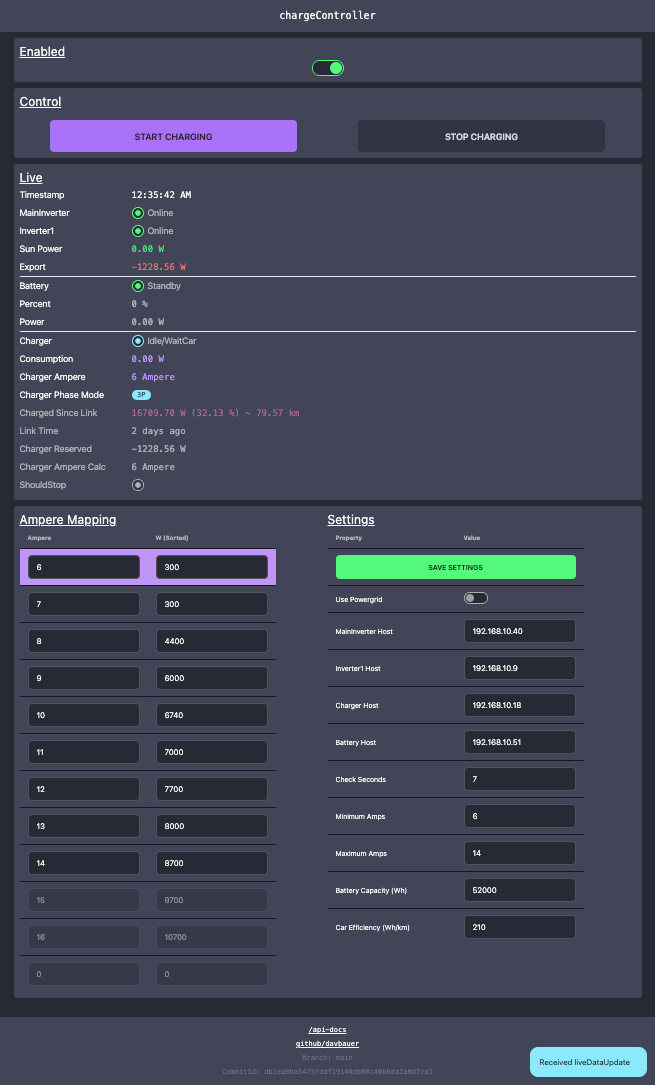 chargeController
Enabled
Control
START CHARGING STOP CHARGING
Live
Timestamp 12:35:42 AM
MainInverter Online
Inverter1 Online
Sun Power 0.00 W
Export -1228.56 W
Battery Standby
Percent 0 %
Power 0.00 W
Charger Idle/WaitCar
Consumption 0.00 W
Charger Ampere 6 Ampere
Charger Phase Mode 3P
Charged Since Link 16709.70 W (32.13 %) ~ 79.57 km
Link Time 2 days ago
Charger Reserved -1228.56 W
Charger Ampere Calc 6 Ampere
ShouldStop
Ampere Mapping
Ampere W (Sorted)
6 300
7 300
8 4400
9 6000
10 6740
11 7000
12 7700
13 8000
14 8700
15 9700
16 10700
0 0
Settings
Property Value
SAVE SETTINGS
Use Powergrid
MainInverter Host 192.168.10.40
Inverter1 Host 192.168.10.9
Charger Host 192.168.10.18
Battery Host 192.168.10.51
Check Seconds 7
Minimum Amps 6
Maximum Amps 14
Battery Capacity (Wh) 52000
Car Efficiency (Wh/km) 210
/api-docs
github/davbauer
Branch: main
CommitId:
Received liveDataUpdate